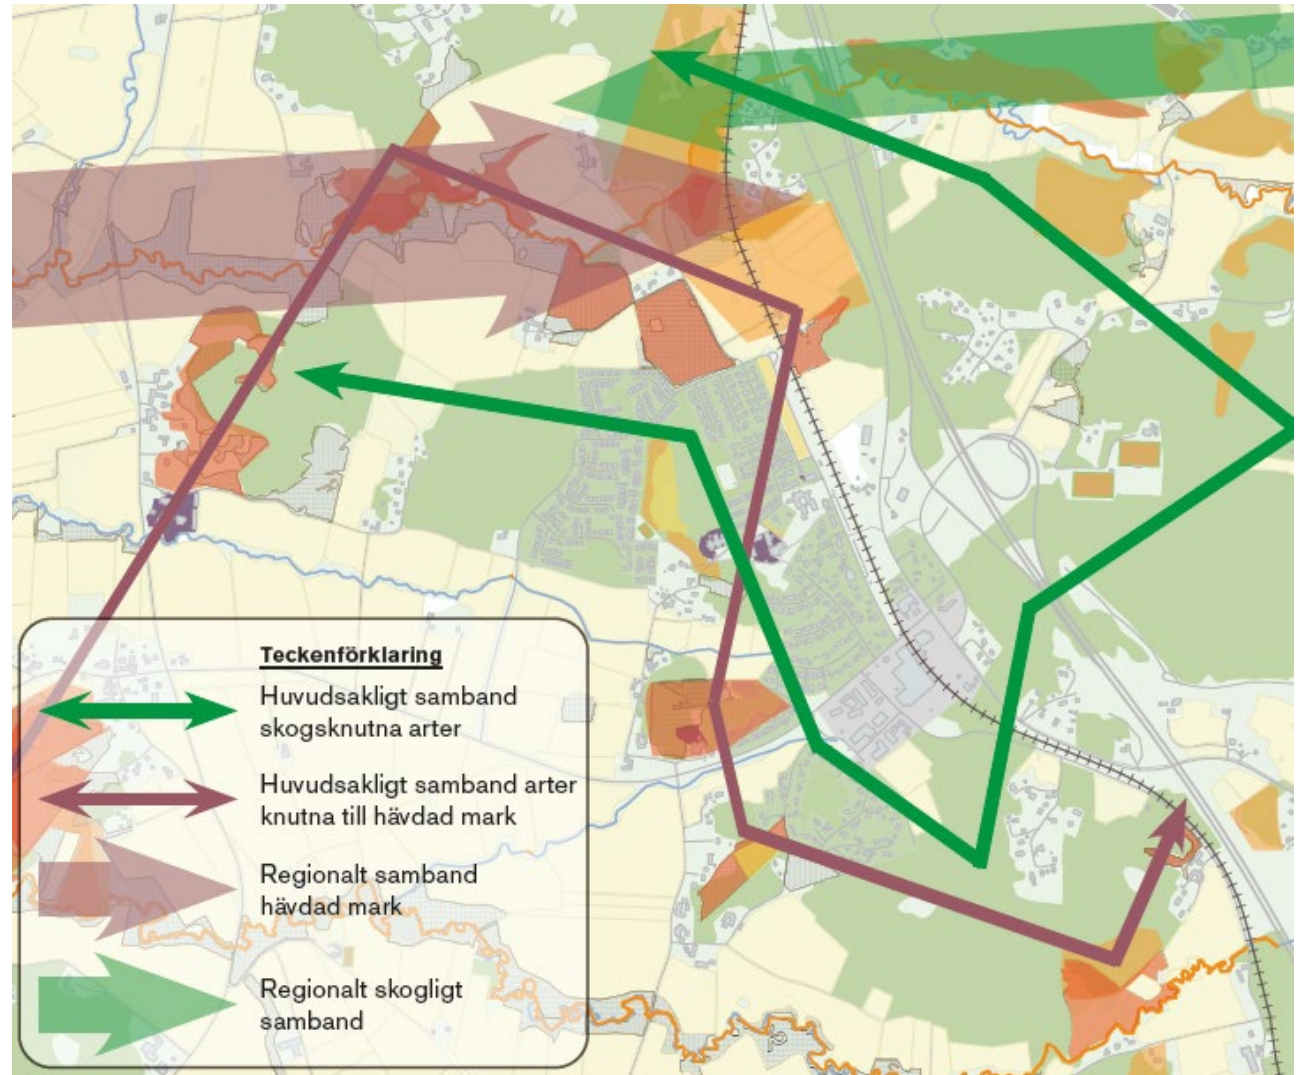 Teckenförklaring
Huvudsakligt samband
skogsknutna arter
Huvudsakligt samband arter
knutna till hävdad mark
Regionalt samband
hävdad mark
Regionalt skogligt
samband